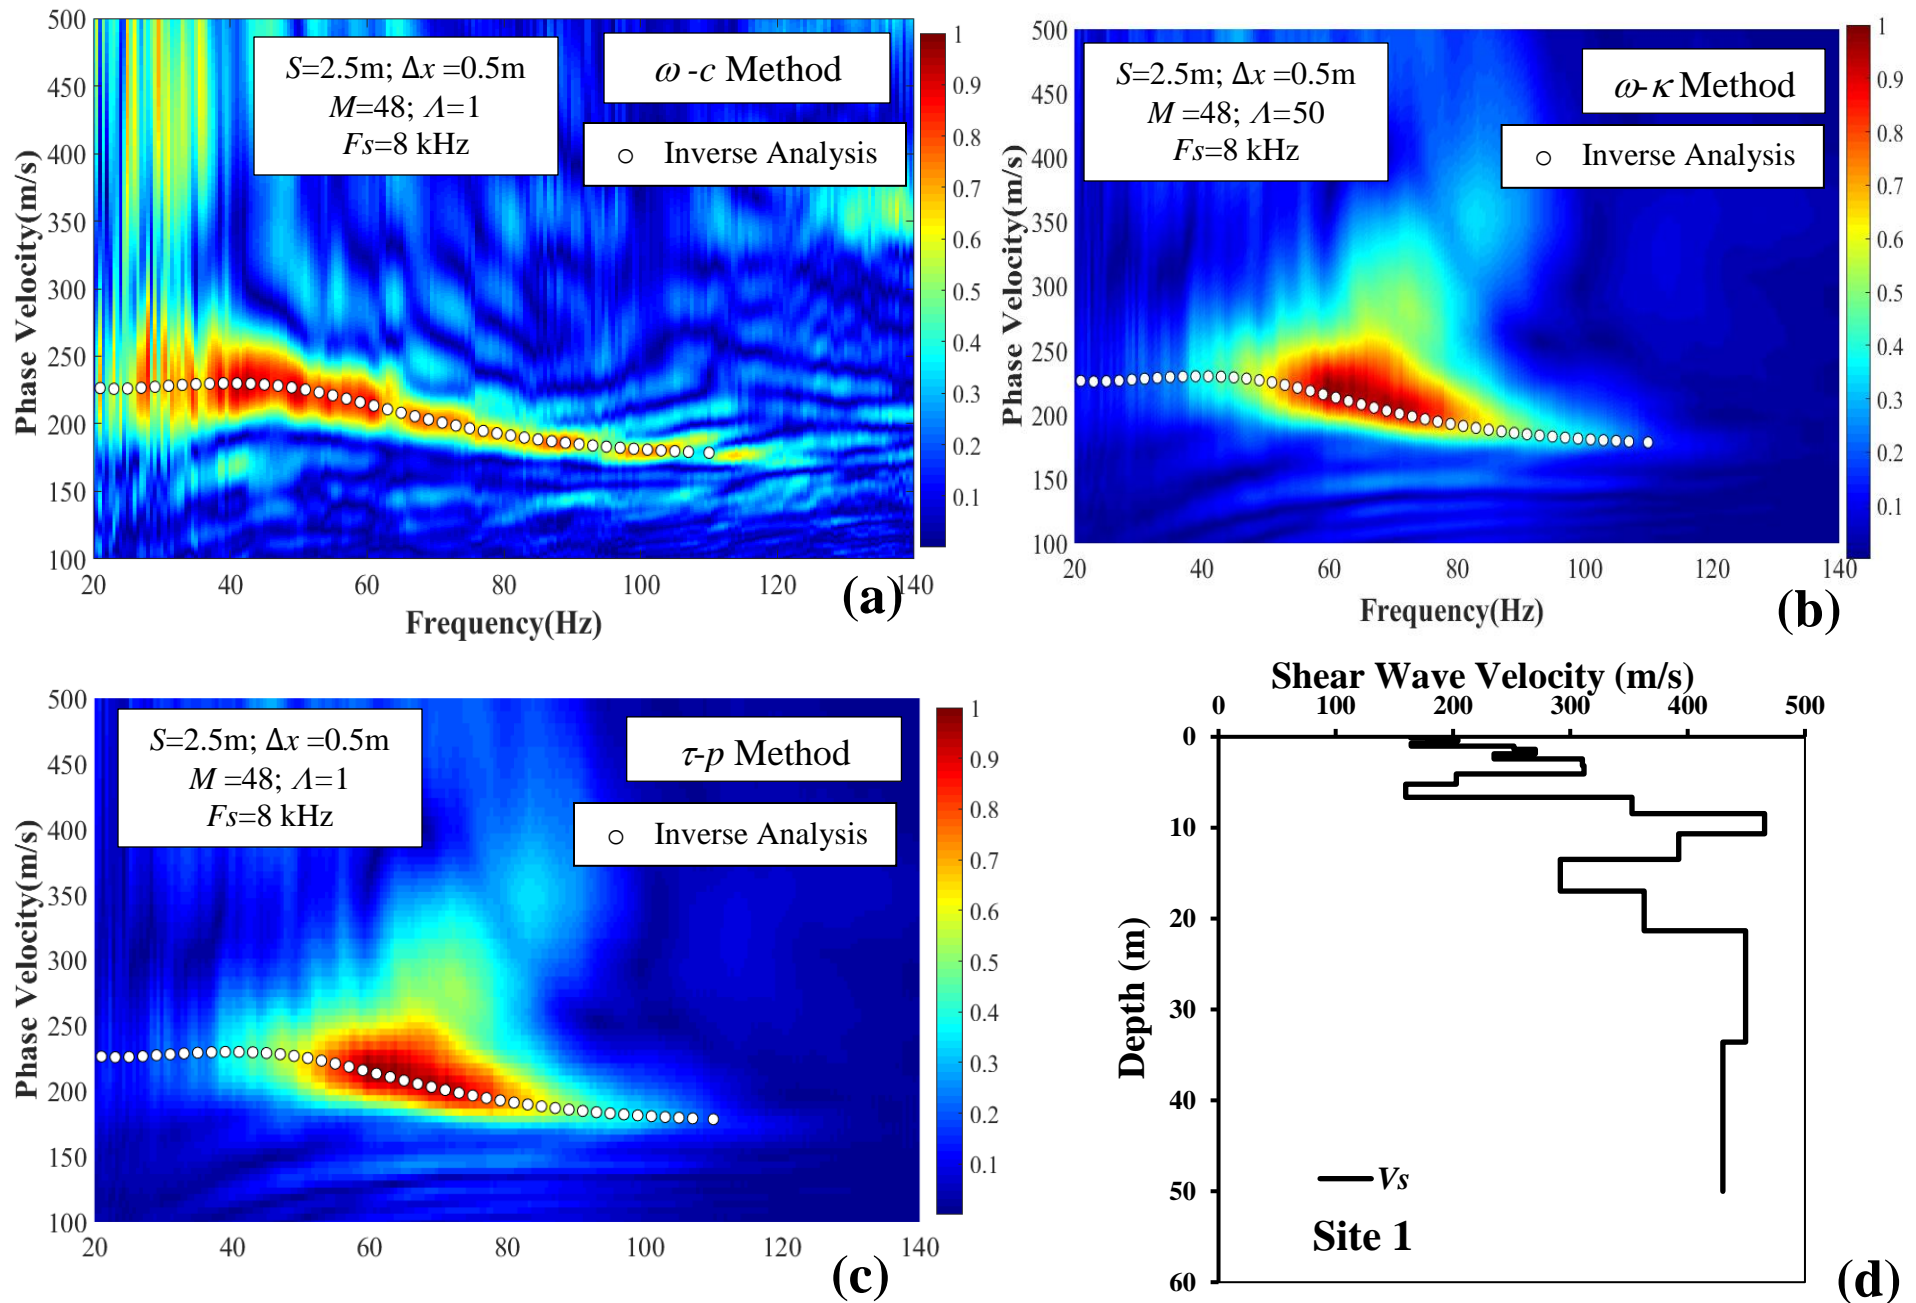 500
450
400
350
300
250
200
150
100
Phase Velocity(m/s)
S=2.5m; Δx =0.5m
M=48; Λ=1
Fs=8 kHz
ω -c Method
Inverse Analysis
1
0.9
0.8
0.7
0.6
0.5
0.4
0.3
0.2
0.1
20 40 60 80 100 120 140
Frequency(Hz)
(a)
500
450
400
350
300
250
200
150
100
Phase Velocity(m/s)
S=2.5m; Δx =0.5m
M =48; Λ=50
Fs=8 kHz
ω-κ Method
Inverse Analysis
1
0.9
0.8
0.7
0.6
0.5
0.4
0.3
0.2
0.1
20 40 60 80 100 120 140
Frequency(Hz)
(b)
500
450
400
350
300
250
200
150
100
Phase Velocity(m/s)
S=2.5m; Δx =0.5m
M =48; Λ=1
Fs=8 kHz
τ-p Method
Inverse Analysis
1
0.9
0.8
0.7
0.6
0.5
0.4
0.3
0.2
0.1
20 40 60 80 100 120 140
(c)
Shear Wave Velocity (m/s)
0 100 200 300 400 500
0
10
20
30
40
50
60
Depth (m)
Vs
Site 1
(d)